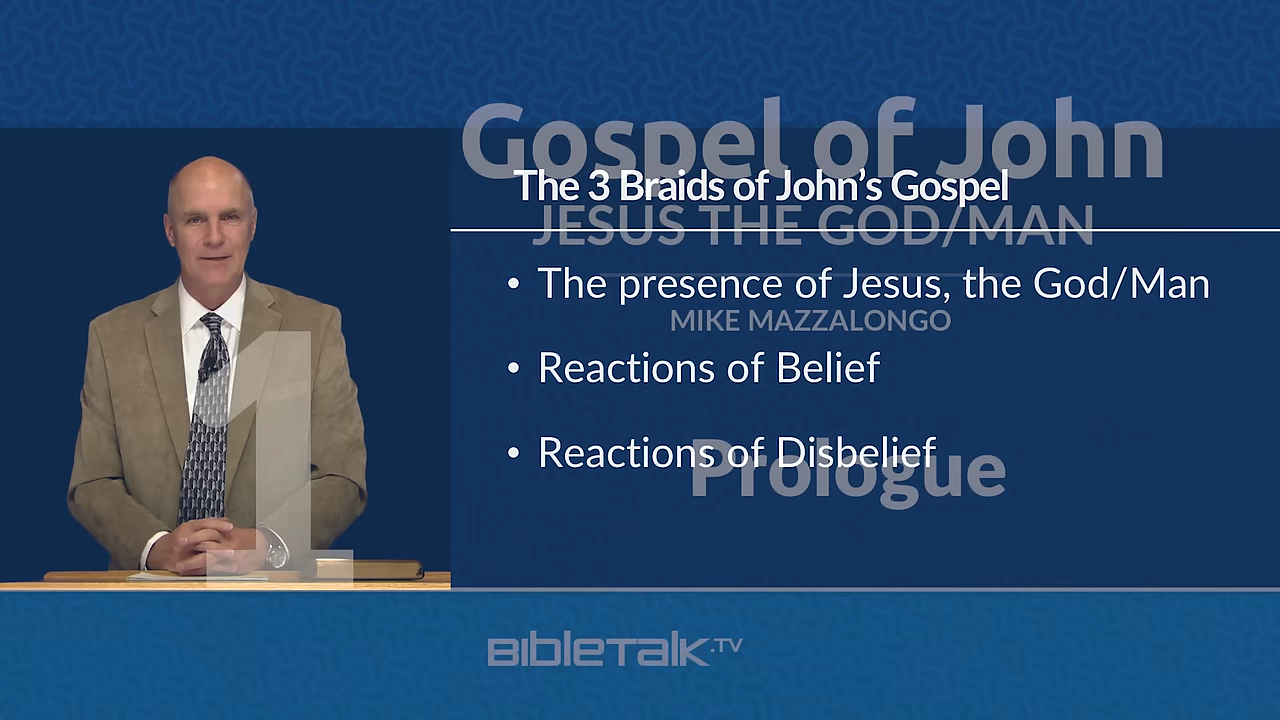 Gospel of John
The 3 Braids of John's Gospel
JESUS THE GOD/MAN
• The presence of Jesus, the God/Man
MIKE MAZZALONGO
• Reactions of Belief
• Reactions of Disbelief
Prologue
1
BIBLETALK.TV